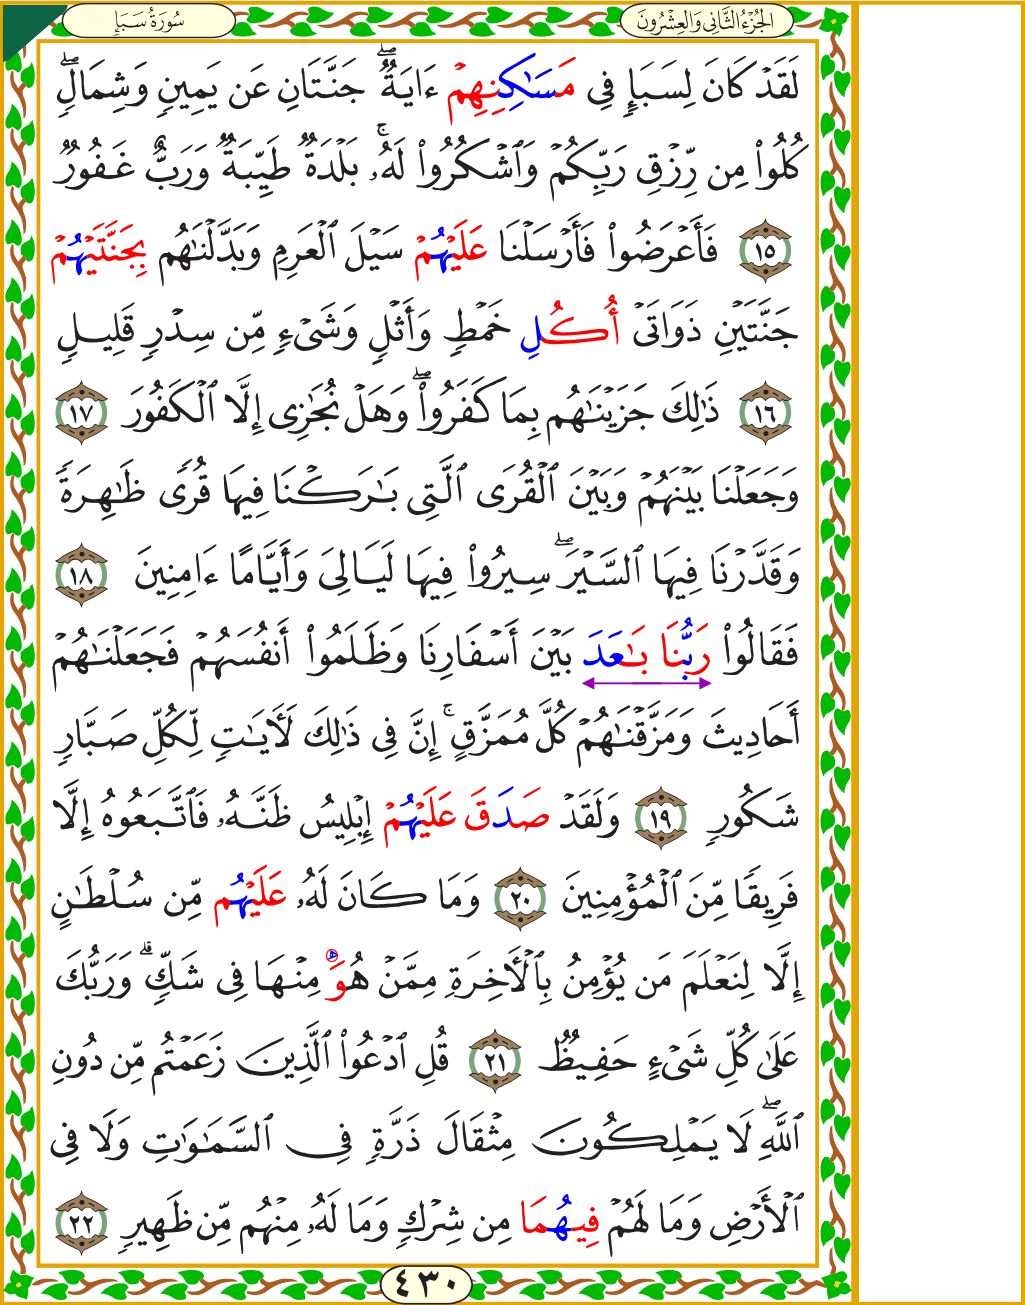 سُورَةُ سَبَإٍ
الجُزْءُ الثَّانِي وَالعِشْرُونَ
لَقَدْ كَانَ لِسَبَإٍ فِي مَسَٰكِنِهِمْ ءَايَةٌۖ جَنَّتَانِ عَن يَمِينٍ وَشِمَالٍۖ
كُلُوا۟ مِن رِّزْقِ رَبِّكُمْ وَٱشْكُرُوا۟ لَهُۥۚ بَلْدَةٌ طَيِّبَةٌ وَرَبٌّ غَفُورٌ
۝١٥ فَأَعْرَضُوا۟ فَأَرْسَلْنَا عَلَيْهُمْ سَيْلَ ٱلْعَرِمِ وَبَدَّلْنَٰهُم بِجَنَّتَيْهُمْ
جَنَّتَيْنِ ذَوَاتَىْ أُكُلِ خَمْطٍ وَأَثْلٍ وَشَىْءٍ مِّن سِدْرٍ قَلِيلٍ
۝١٦ ذَٰلِكَ جَزَيْنَٰهُم بِمَا كَفَرُوا۟ۖ وَهَلْ نُجَٰزِى إِلَّا ٱلْكَفُورَ ۝١٧
وَجَعَلْنَا بَيْنَهُمْ وَبَيْنَ ٱلْقُرَى ٱلَّتِى بَٰرَكْنَا فِيهَا قُرًى ظَٰهِرَةً
وَقَدَّرْنَا فِيهَا ٱلسَّيْرَۖ سِيرُوا۟ فِيهَا لَيَالِىَ وَأَيَّامًا ءَامِنِينَ ۝١٨
فَقَالُوا۟ رَبُّنَا بَٰعَدَ بَيْنَ أَسْفَارِنَا وَظَلَمُوا۟ أَنفُسَهُمْ فَجَعَلْنَٰهُمْ
أَحَادِيثَ وَمَزَّقْنَٰهُمْ كُلَّ مُمَزَّقٍۚ إِنَّ فِى ذَٰلِكَ لَءَايَٰتٍ لِّكُلِّ صَبَّارٍ
شَكُورٍ ۝١٩ وَلَقَدْ صَدَقَ عَلَيْهُمْ إِبْلِيسُ ظَنَّهُۥ فَٱتَّبَعُوهُ إِلَّا
فَرِيقًا مِّنَ ٱلْمُؤْمِنِينَ ۝٢٠ وَمَا كَانَ لَهُۥ عَلَيْهُم مِّن سُلْطَٰنٍ
إِلَّا لِنَعْلَمَ مَن يُؤْمِنُ بِٱلْءَاخِرَةِ مِمَّنْ هُوَ مِنْهَا فِى شَكٍّۗ وَرَبُّكَ
عَلَىٰ كُلِّ شَىْءٍ حَفِيظٌ ۝٢١ قُلِ ٱدْعُوا۟ ٱلَّذِينَ زَعَمْتُم مِّن دُونِ
ٱللَّهِۖ لَا يَمْلِكُونَ مِثْقَالَ ذَرَّةٍ فِى ٱلسَّمَٰوَٰتِ وَلَا فِى
ٱلْأَرْضِ وَمَا لَهُمْ فِيهُمَا مِن شِرْكٍ وَمَا لَهُۥ مِنْهُم مِّن ظَهِيرٍ ۝٢٢
٤٣٠